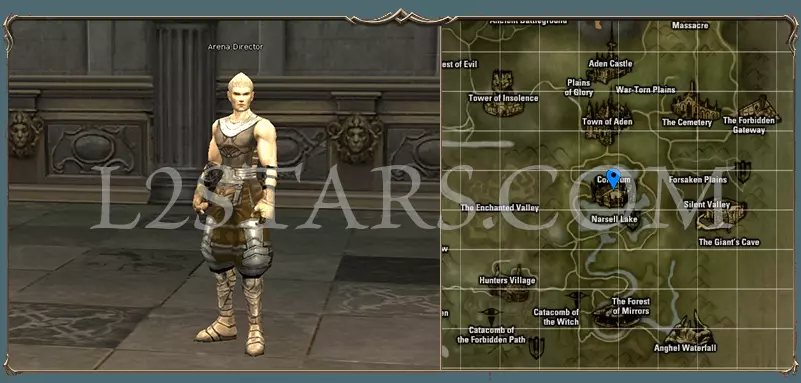 Arena Director
L2STARS.COM
Ancient Battleground
Massacre
est of Evil
Aden Castle
Plains
of Glory
War-Torn Plains
Tower of Insolence
Town of Aden
The Cemetery
The Forbidden
Gateway
Forsaken Plains
The Enchanted Valley
Silent Valley
Narsell Lake
The Giant's Cave
Hunters Village
The Forest
of Mirrors
Catacomb of
the Witch
Catacomb of
the Forbidden Path
Anghel Waterfall